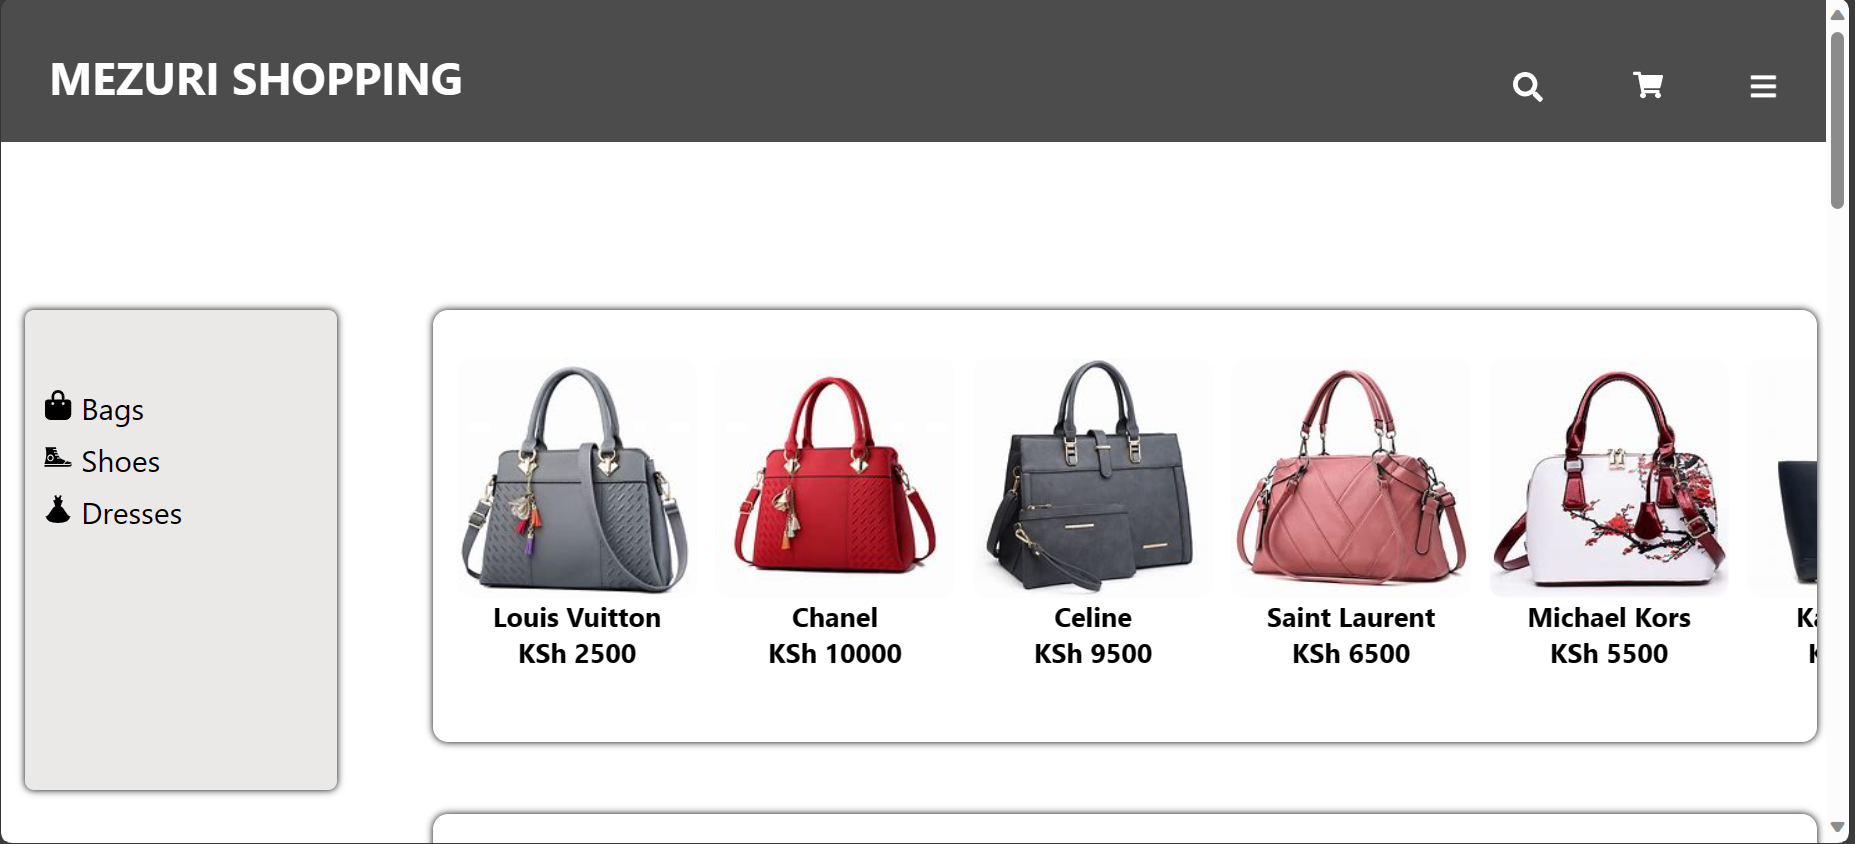 MEZURI SHOPPING
Bags
Shoes
Dresses
Louis Vuitton
KSh 2500
Chanel
KSh 10000
Celine
KSh 9500
Saint Laurent
KSh 6500
Michael Kors
KSh 5500